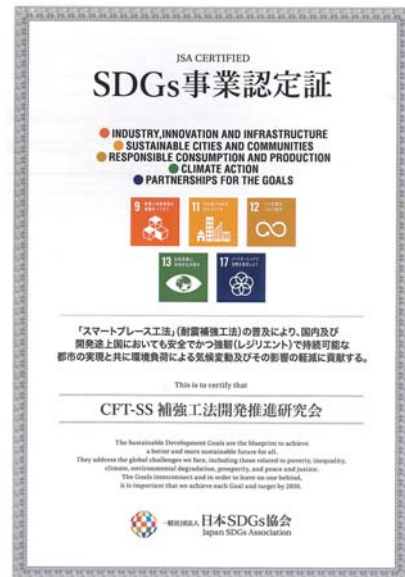 JSA CERTIFIED
SDGs事業認定証
INDUSTRY,INNOVATION AND INFRASTRUCTURE
SUSTAINABLE CITIES AND COMMUNITIES
RESPONSIBLE CONSUMPTION AND PRODUCTION
CLIMATE ACTION
PARTNERSHIPS FOR THE GOALS
9
11
12
13
17
「スマートブレース工法」(耐震補強工法)の普及により、国内及び
開発途上国においても安全でかつ強靭(レジリエント)で持続可能な
都市の実現と共に環境負荷による気候変動及びその影響の軽減に貢献する。
This is to certify that
CFT-SS 補強工法開発推進研究会
The Sustainable Development Goals are the blueprint to achieve
a better and more sustainable future for all.
They address the global challenges we face, including those related to poverty, inequality,
climate, environmental degradation, prosperity, and peace and justice.
The Goals interconnect and in order to leave no one behind,
it is important that we achieve each Goal and target by 2030.
一般社団法人 日本SDGs協会
Japan SDGs Association